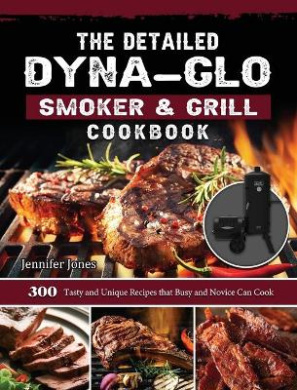 THE DETAILED
DYNA-GLO
SMOKER & GRILL
COOKBOOK
Jennifer Jones
300 Tasty and Unique Recipes that Busy and Novice Can Cook